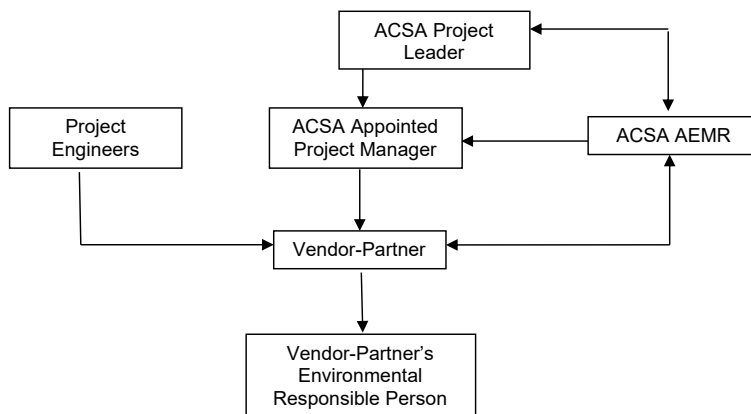 ACSA Project
Leader
Project
Engineers
ACSA Appointed
Project Manager
ACSA AEMR
Vendor-Partner
Vendor-Partner's
Environmental
Responsible Person